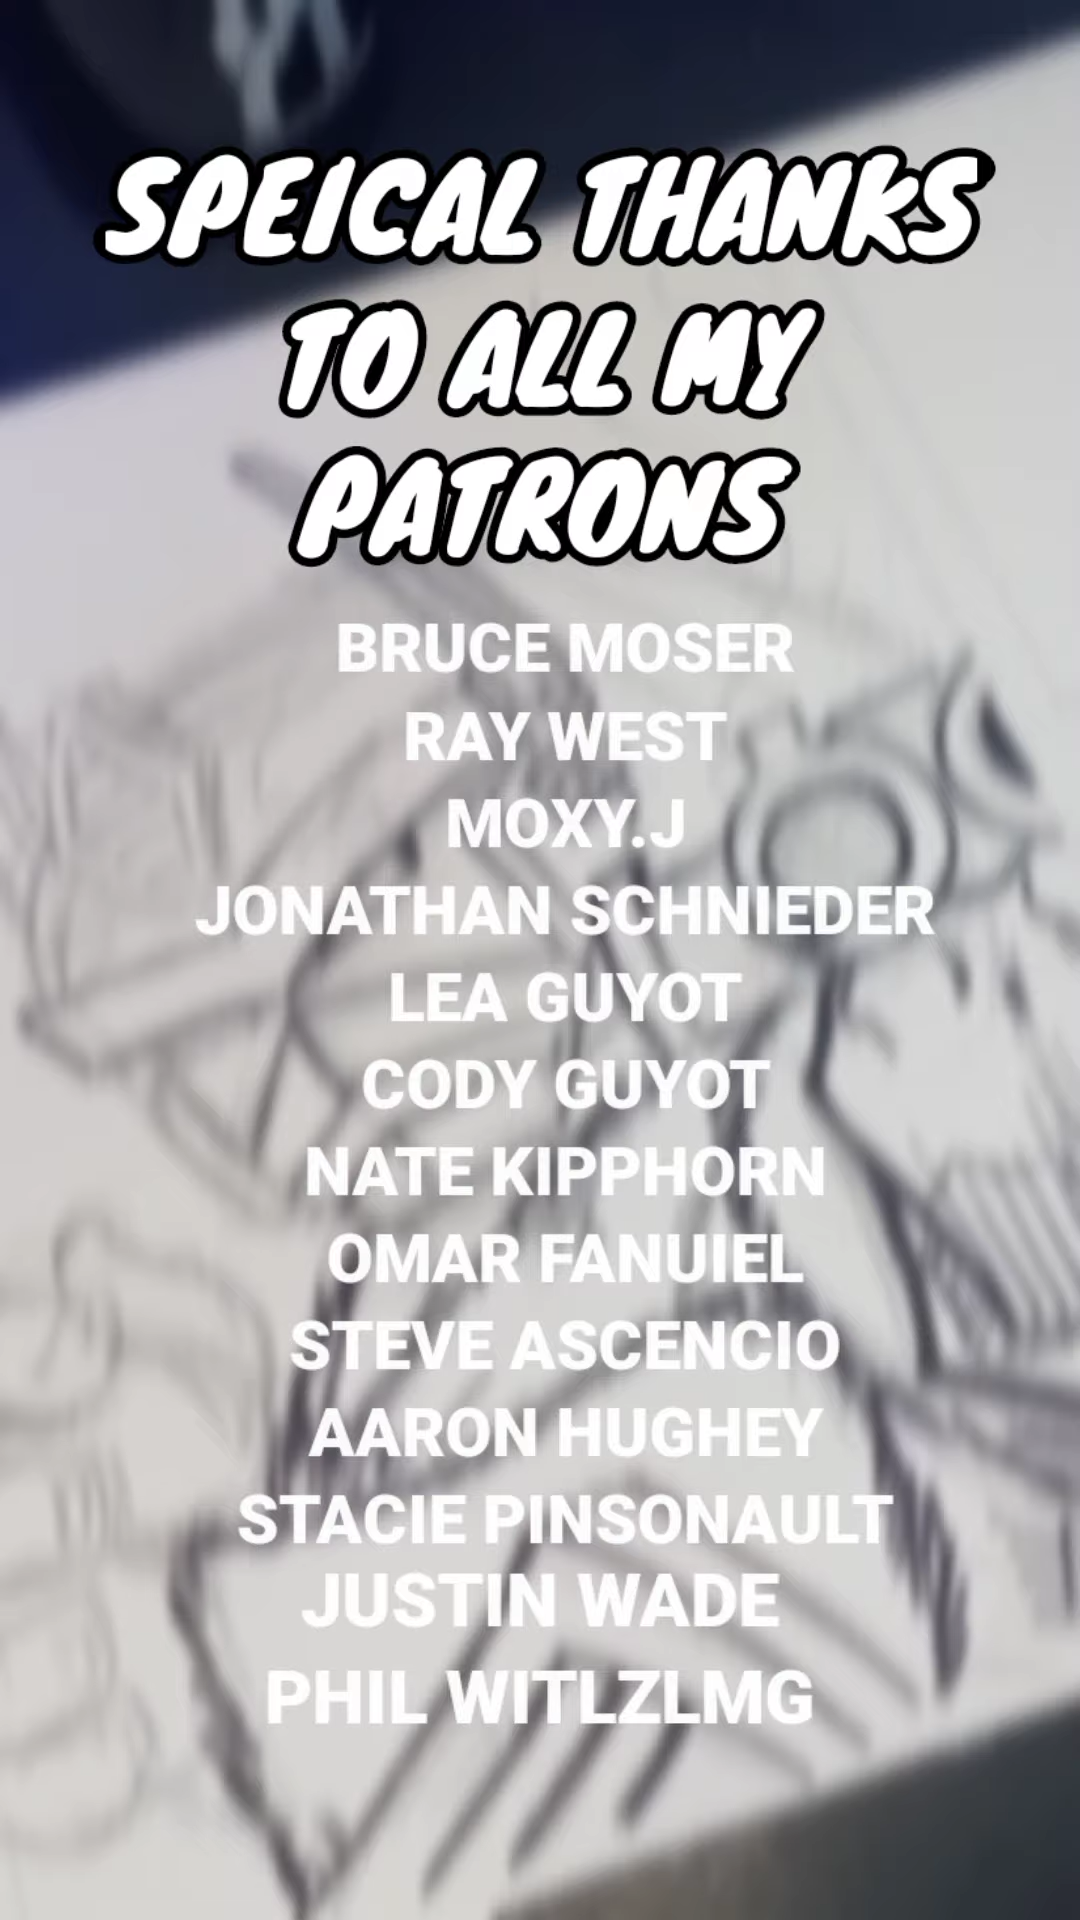 SPEICAL THANKS
TO ALL MY
PATRONS
BRUCE MOSER
RAY WEST
MOXY.J
JONATHAN SCHNIEDER
LEA GUYOT
CODY GUYOT
NATE KIPPHORN
OMAR FANUIEL
STEVE ASCENCIO
AARON HUGHEY
STACIE PINSONAULT
JUSTIN WADE
PHIL WITLZLMG